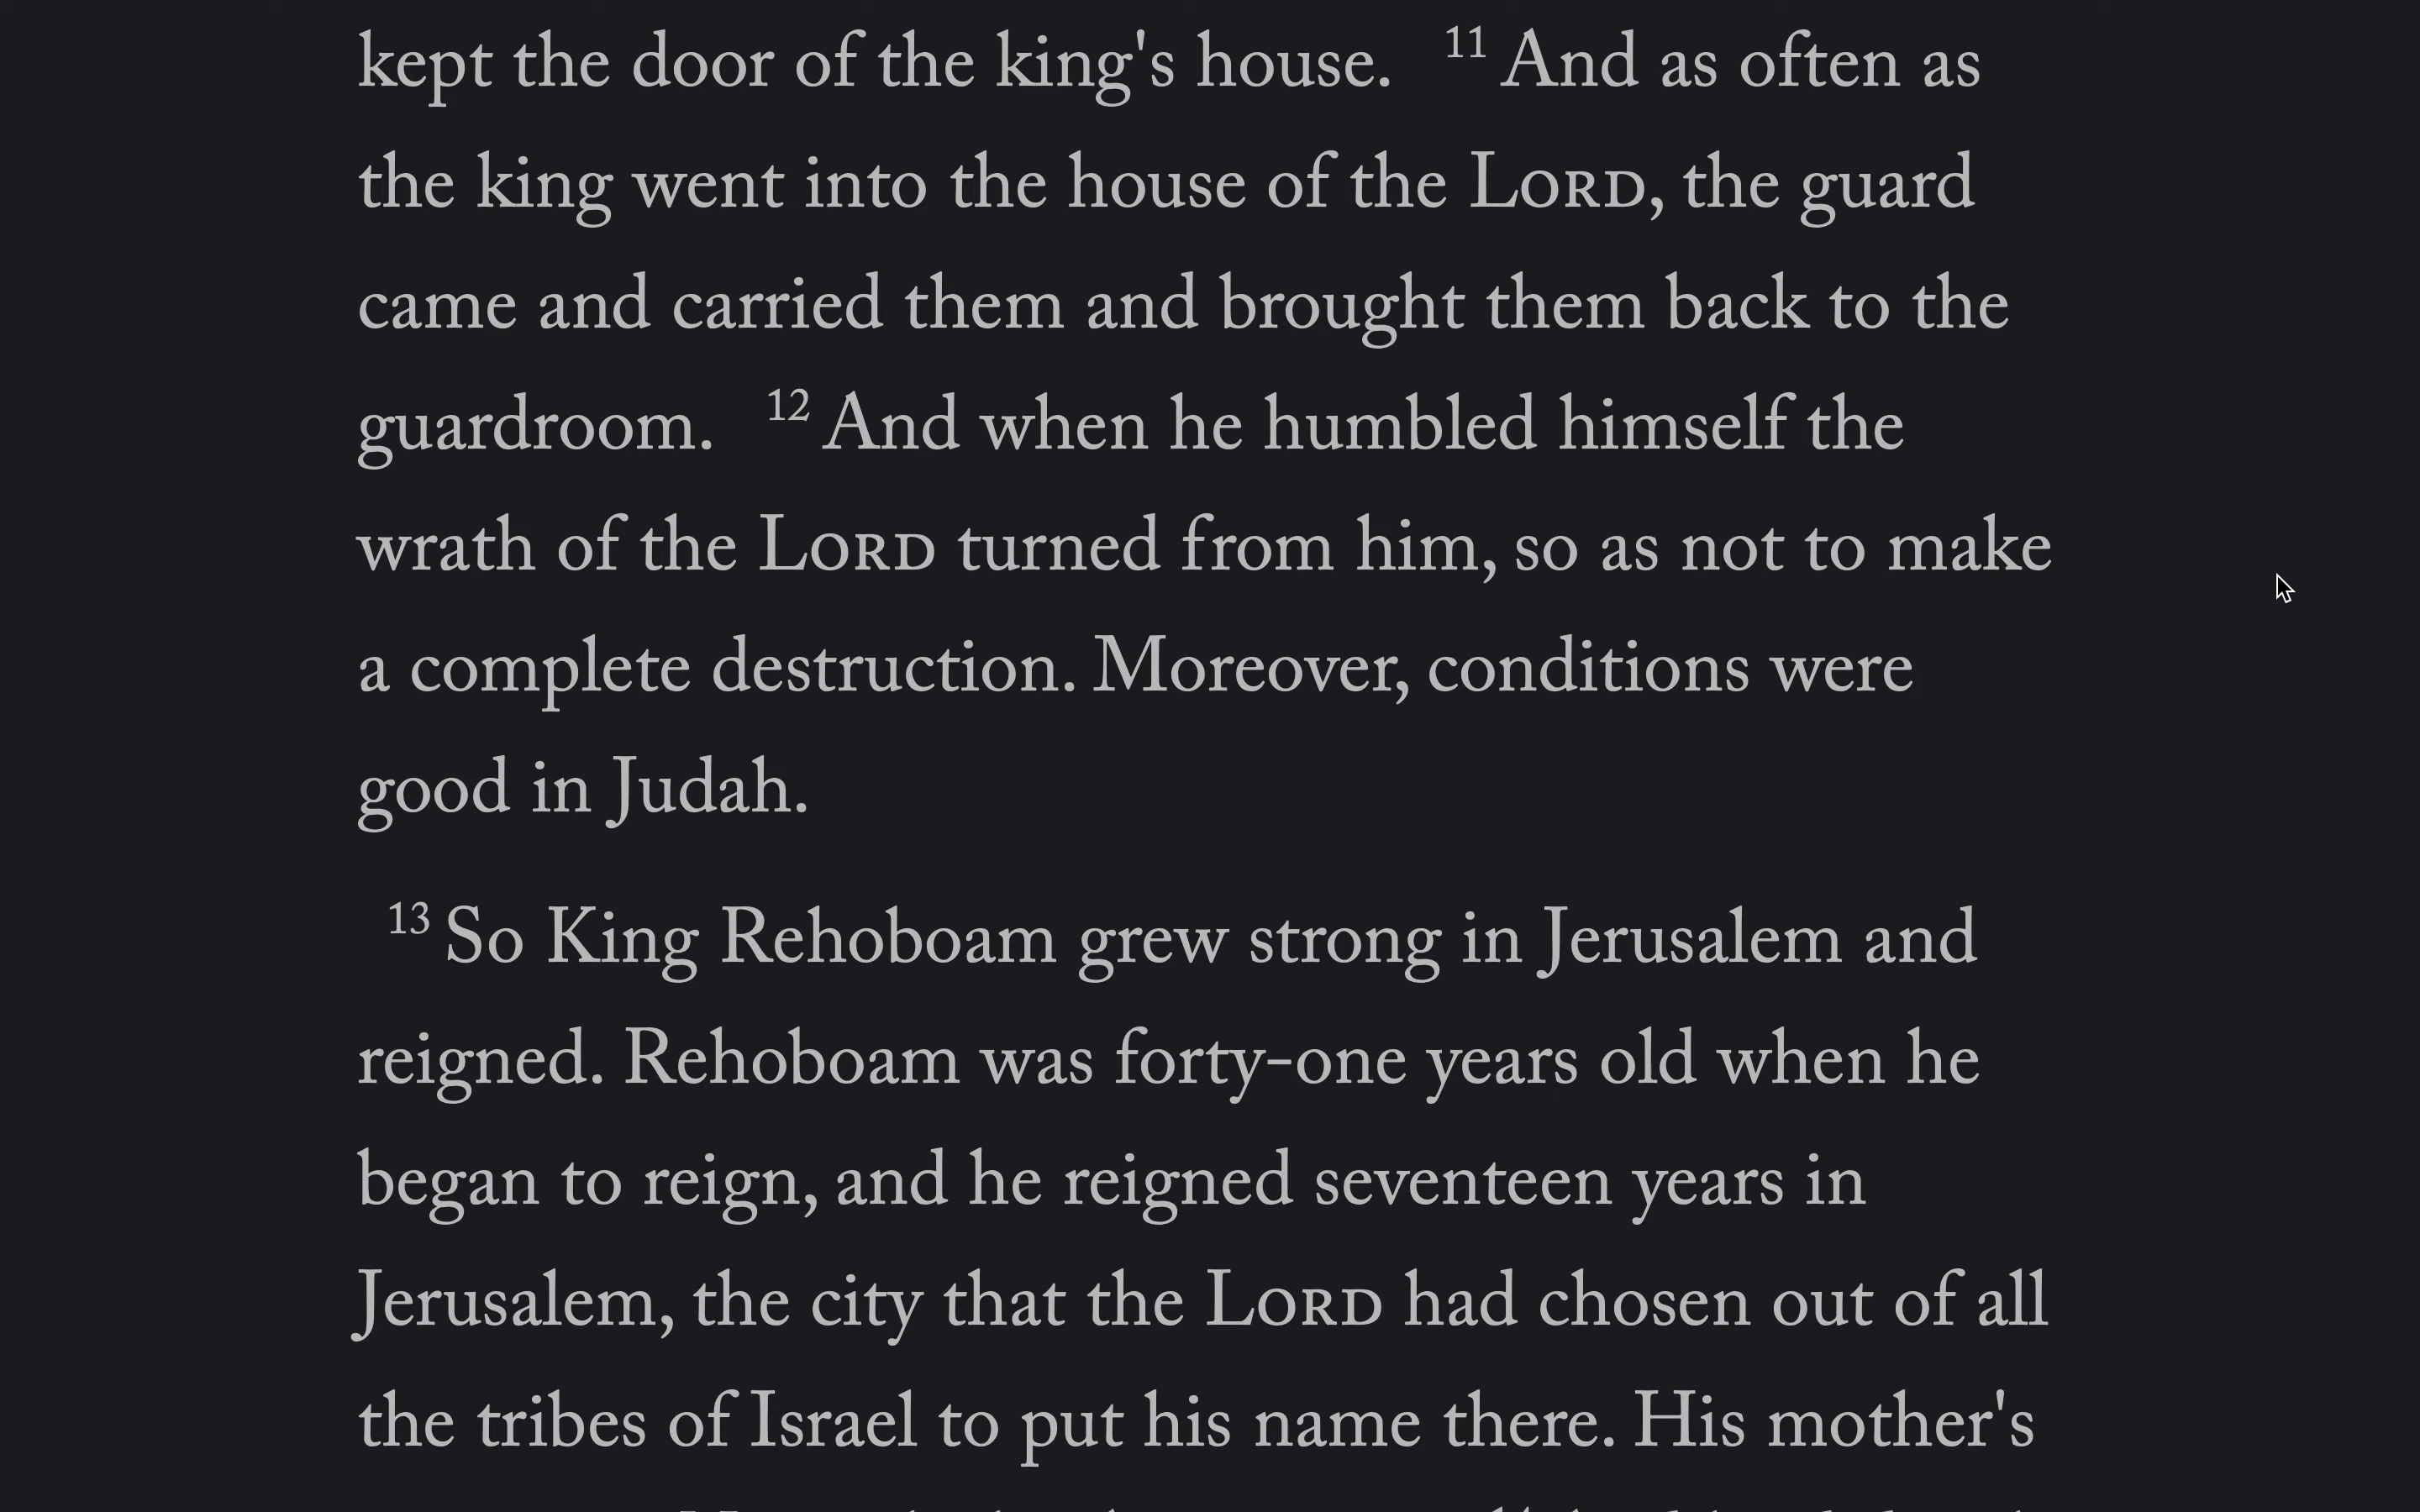 kept the door of the king's house. 11 And as often as
the king went into the house of the LORD, the guard
came and carried them and brought them back to the
guardroom. 12 And when he humbled himself the
wrath of the LORD turned from him, so as not to make
a complete destruction. Moreover, conditions were
good in Judah.
13 So King Rehoboam grew strong in Jerusalem and
reigned. Rehoboam was forty-one years old when he
began to reign, and he reigned seventeen years in
Jerusalem, the city that the LORD had chosen out of all
the tribes of Israel to put his name there. His mother's